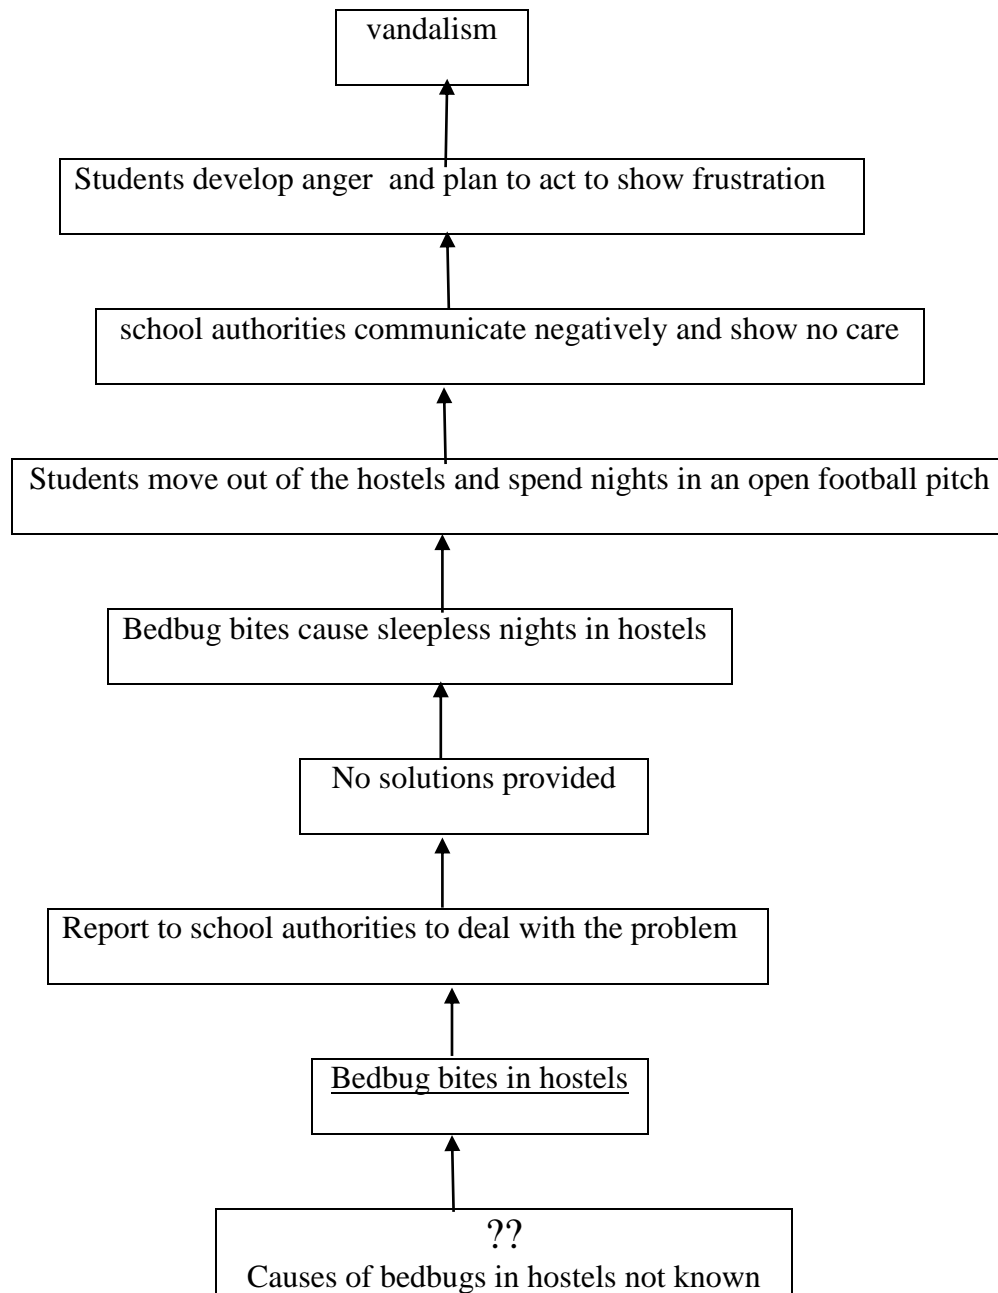 vandalism
Students develop anger  and plan to act to show frustration
school authorities communicate negatively and show no care
Students move out of the hostels and spend nights in an open football pitch
Bedbug bites cause sleepless nights in hostels
No solutions provided
Report to school authorities to deal with the problem
Bedbug bites in hostels
??
Causes of bedbugs in hostels not known